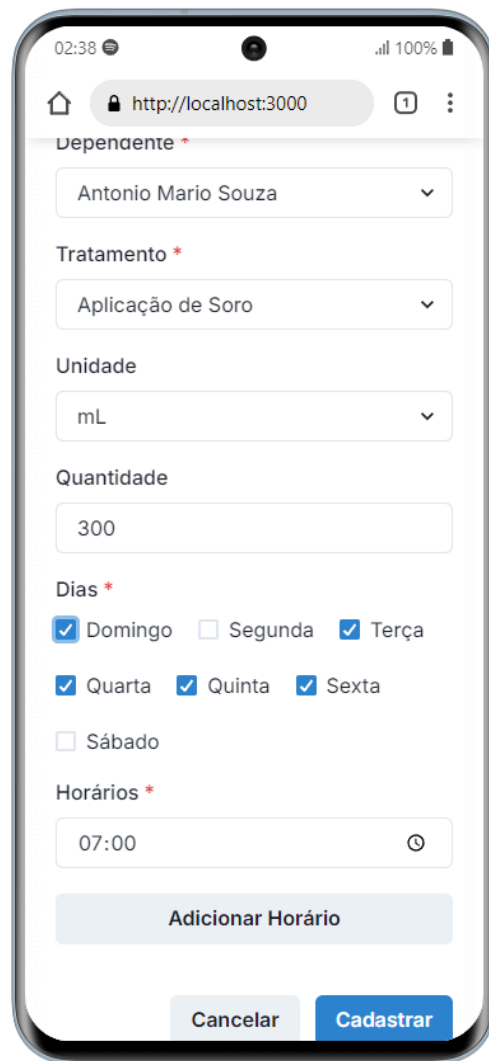 02:38 100%
http://localhost:3000 1
Dependente *
Antonio Mario Souza
Tratamento *
Aplicação de Soro
Unidade
mL
Quantidade
300
Dias *
Domingo Segunda Terça
Quarta Quinta Sexta
Sábado
Horários *
07:00
Adicionar Horário
Cancelar Cadastrar